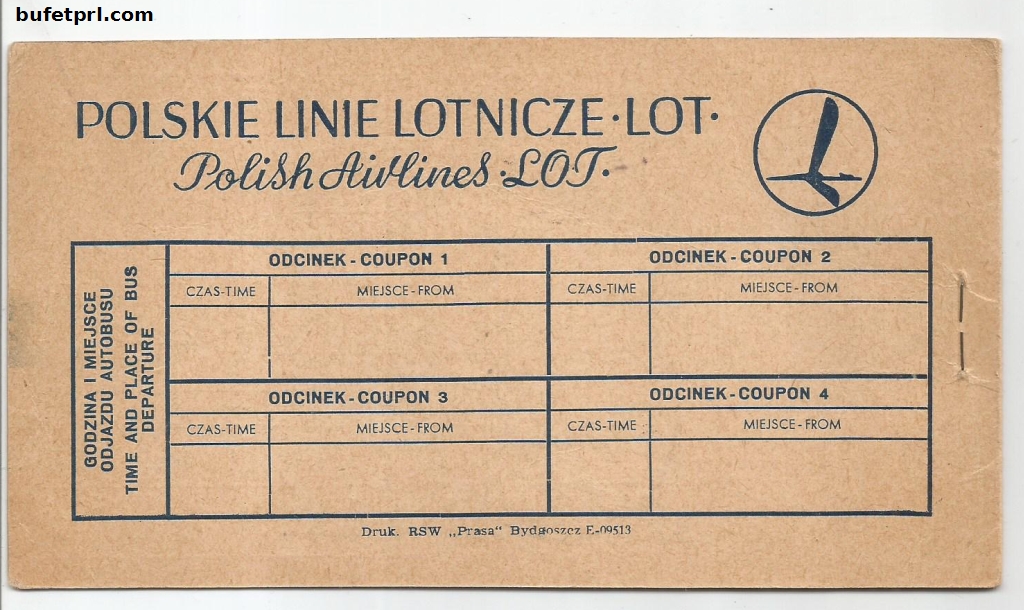 bufetprl.com
POLSKIE LINIE LOTNICZE·LOT·
Polish Airlines·LOT·
GODZINA I MIEJSCE
ODJAZDU AUTOBUSU
TIME AND PLACE OF BUS
DEPARTURE
ODCINEK - COUPON 1
CZAS-TIME MIEJSCE-FROM
ODCINEK - COUPON 2
CZAS-TIME MIEJSCE-FROM
ODCINEK - COUPON 3
CZAS-TIME MIEJSCE-FROM
ODCINEK - COUPON 4
CZAS-TIME MIEJSCE-FROM
Druk. RSW „Prasa“ Bydgoszcz E-09513